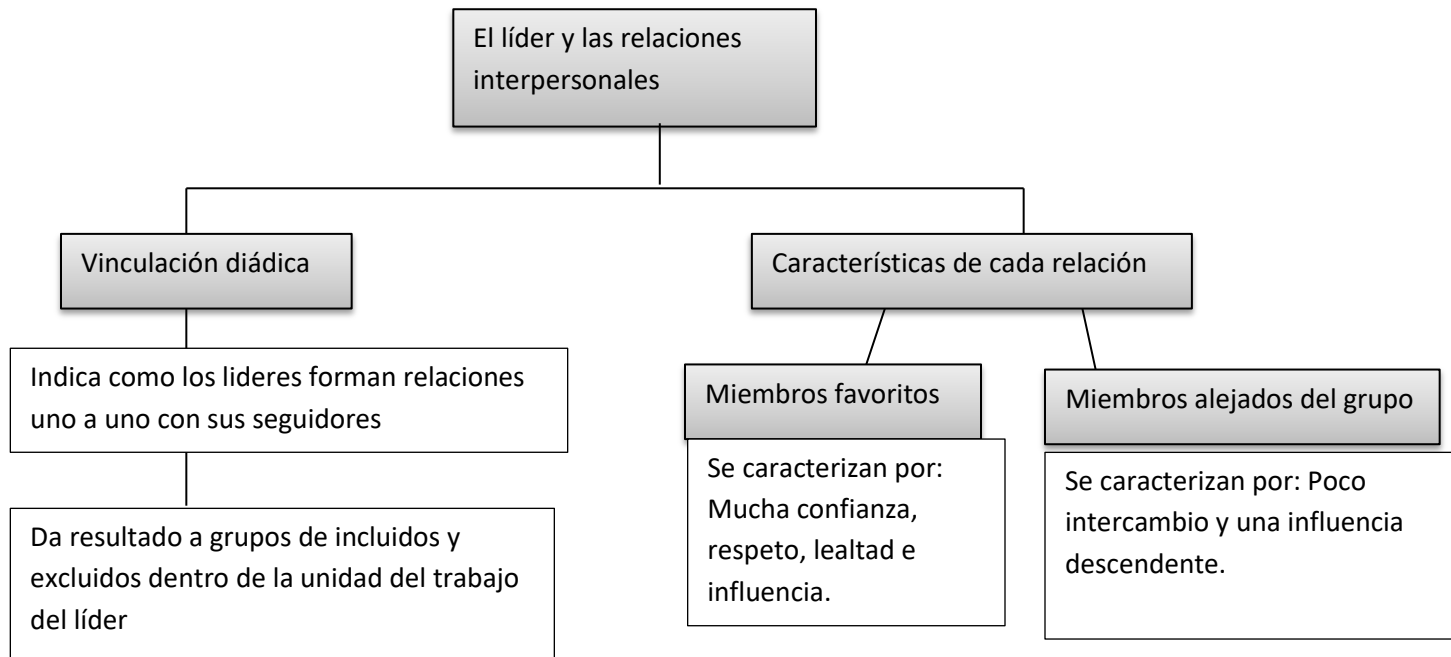 El líder y las relaciones
interpersonales
Vinculación diádica
Indica como los lideres forman relaciones
uno a uno con sus seguidores
Da resultado a grupos de incluidos y
excluidos dentro de la unidad del trabajo
del líder
Características de cada relación
Miembros favoritos
Se caracterizan por:
Mucha confianza,
respeto, lealtad e
influencia.
Miembros alejados del grupo
Se caracterizan por: Poco
intercambio y una influencia
descendente.